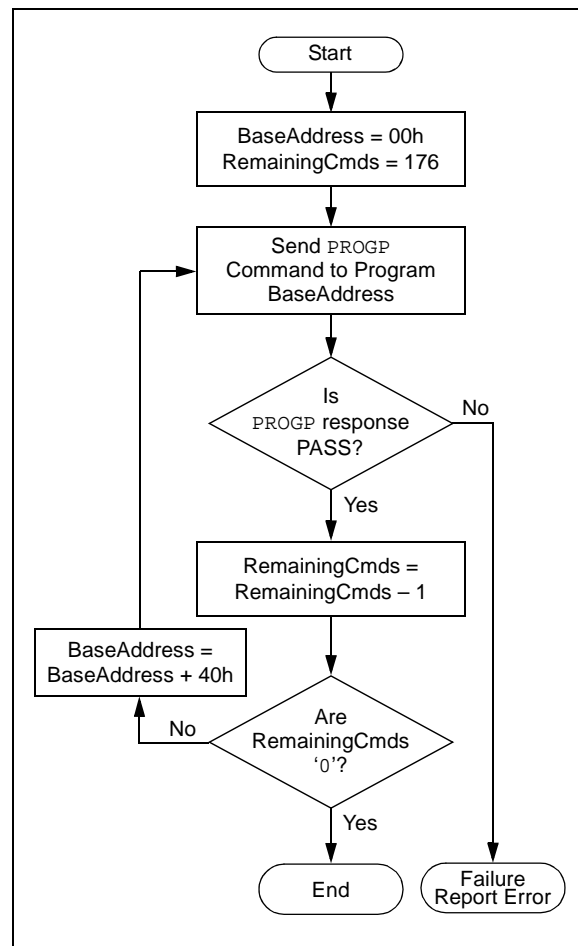 Start
BaseAddress = 00h
RemainingCmds = 176
Send PROGP
Command to Program
BaseAddress
Is
PROGP response
PASS?
No
Yes
RemainingCmds =
RemainingCmds – 1
BaseAddress =
BaseAddress + 40h
Are
RemainingCmds
‘0’?
No
Yes
End
Failure
Report Error